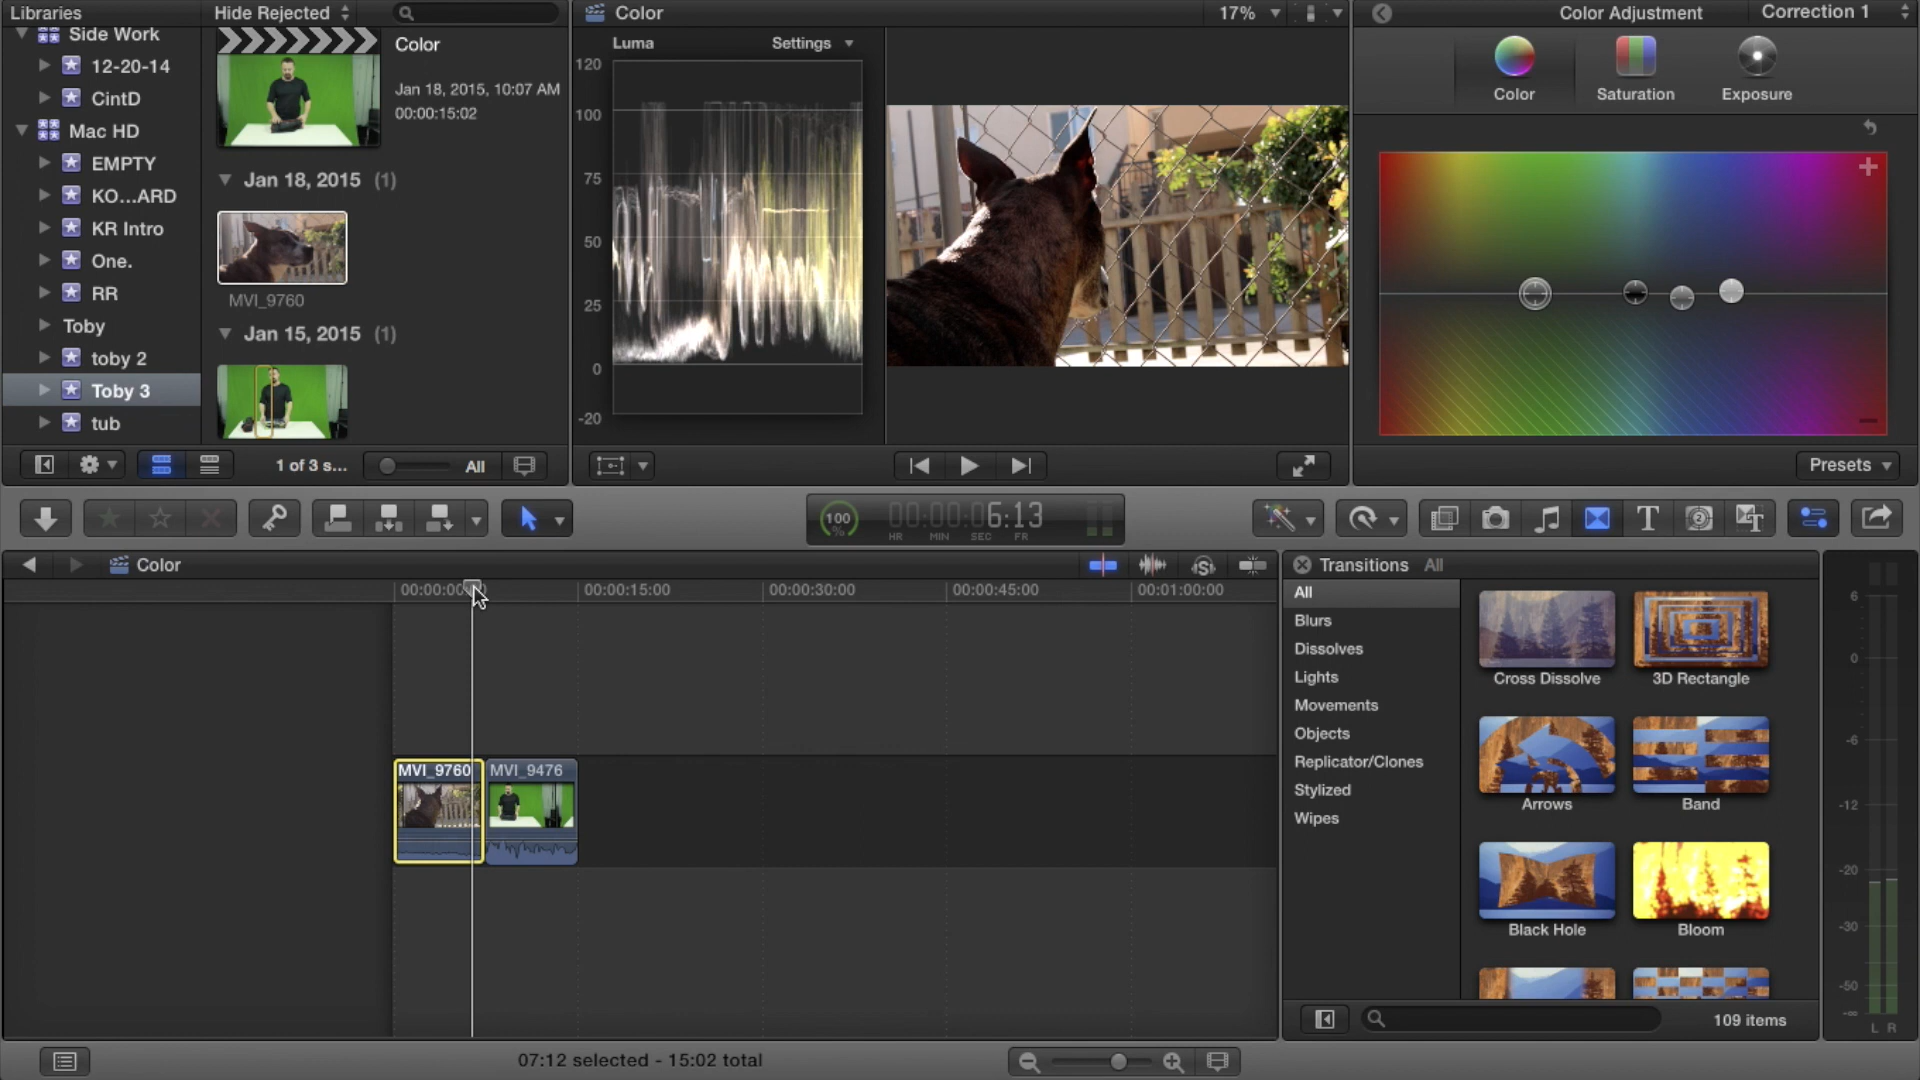 Libraries
Hide Rejected
Side Work
12-20-14
CintD
Mac HD
EMPTY
KO...ARD
KR Intro
One.
RR
Toby
toby 2
Toby 3
tub
Color
Jan 18, 2015, 10:07 AM
00:00:15:02
Jan 18, 2015 (1)
MVI_9760
Jan 15, 2015 (1)
1 of 3 s...
All
Color
17%
Luma
Settings
120
100
75
50
25
0
-20
Color Adjustment
Correction 1
Color
Saturation
Exposure
Presets
100
%
00:00:06:13
HR MIN SEC FR
Color
00:00:00
00:00:15:00
00:00:30:00
00:00:45:00
00:01:00:00
MVI_9760
MVI_9476
Transitions All
All
Blurs
Dissolves
Lights
Movements
Objects
Replicator/Clones
Stylized
Wipes
Cross Dissolve
3D Rectangle
Arrows
Band
Black Hole
Bloom
109 items
6
0
-6
-12
-20
-30
-50
-∞
L R
07:12 selected - 15:02 total